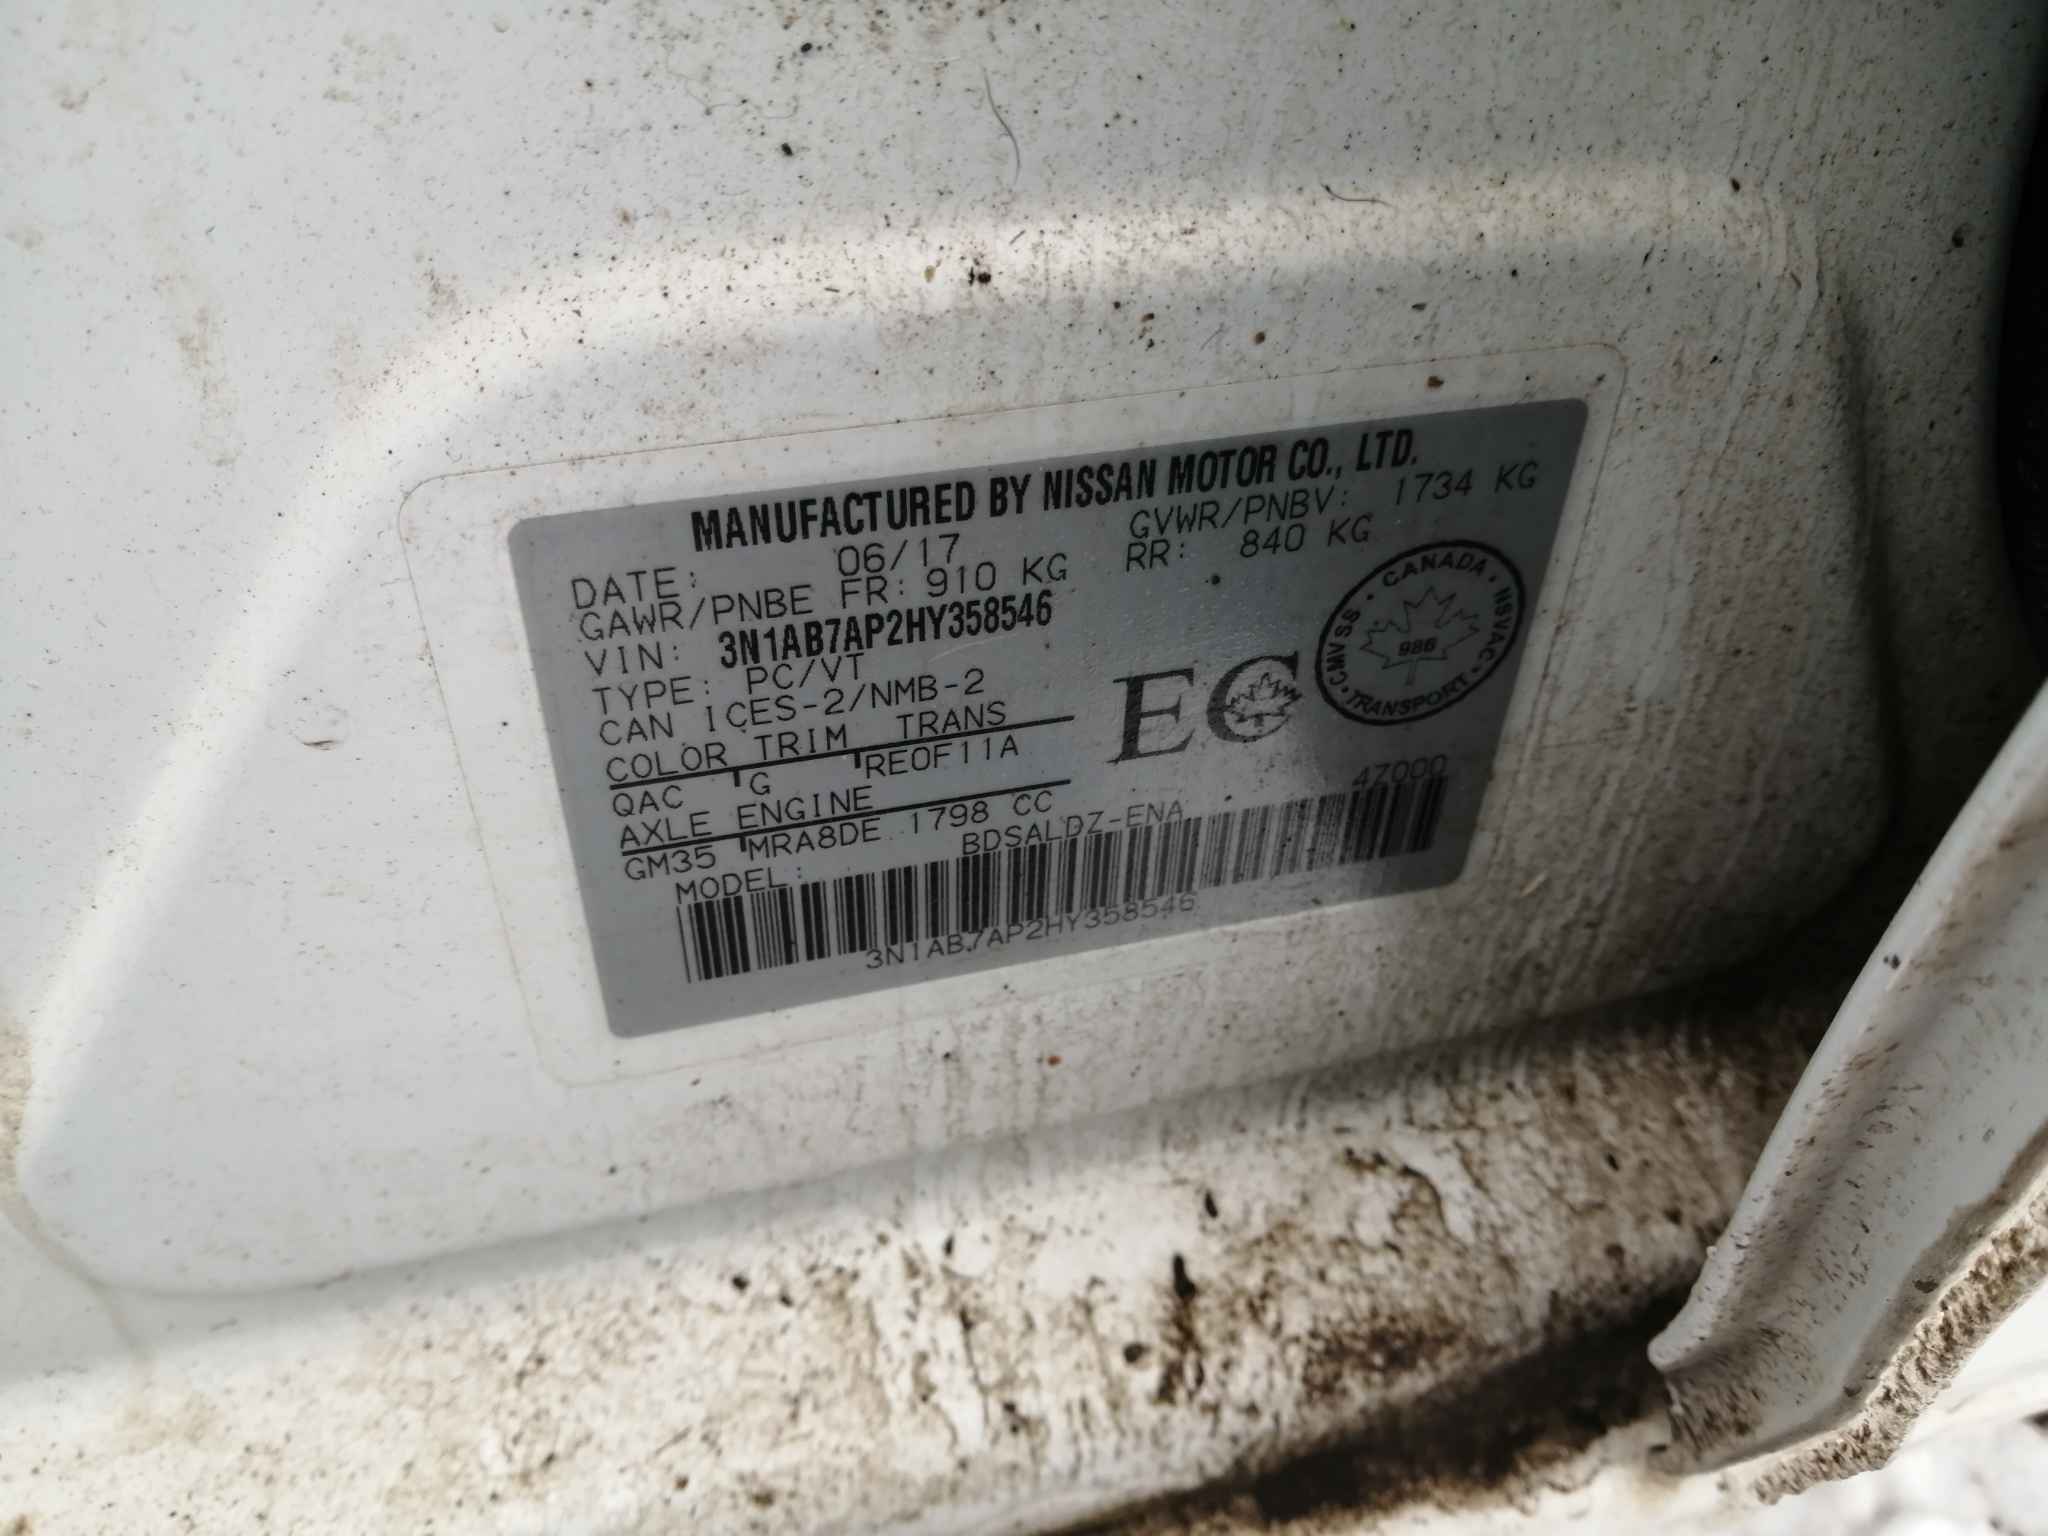 MANUFACTURED BY NISSAN MOTOR CO., LTD.
DATE: 06/17 GVWR/PNBV: 1734 KG
GAWR/PNBE FR: 910 KG RR: 840 KG
VIN: 3N1AB7AP2HY358546
TYPE: PC/VT
CAN ICES-2/NMB-2
COLOR TRIM TRANS
QAC G RE0F11A
AXLE ENGINE
GM35 MRA8DE 1798 CC
MODEL: BDSALDZ-ENA 4Z000
3N1AB7AP2HY358546
EC
CANADA · NSVAC · TRANSPORT · CMVSS ·
986